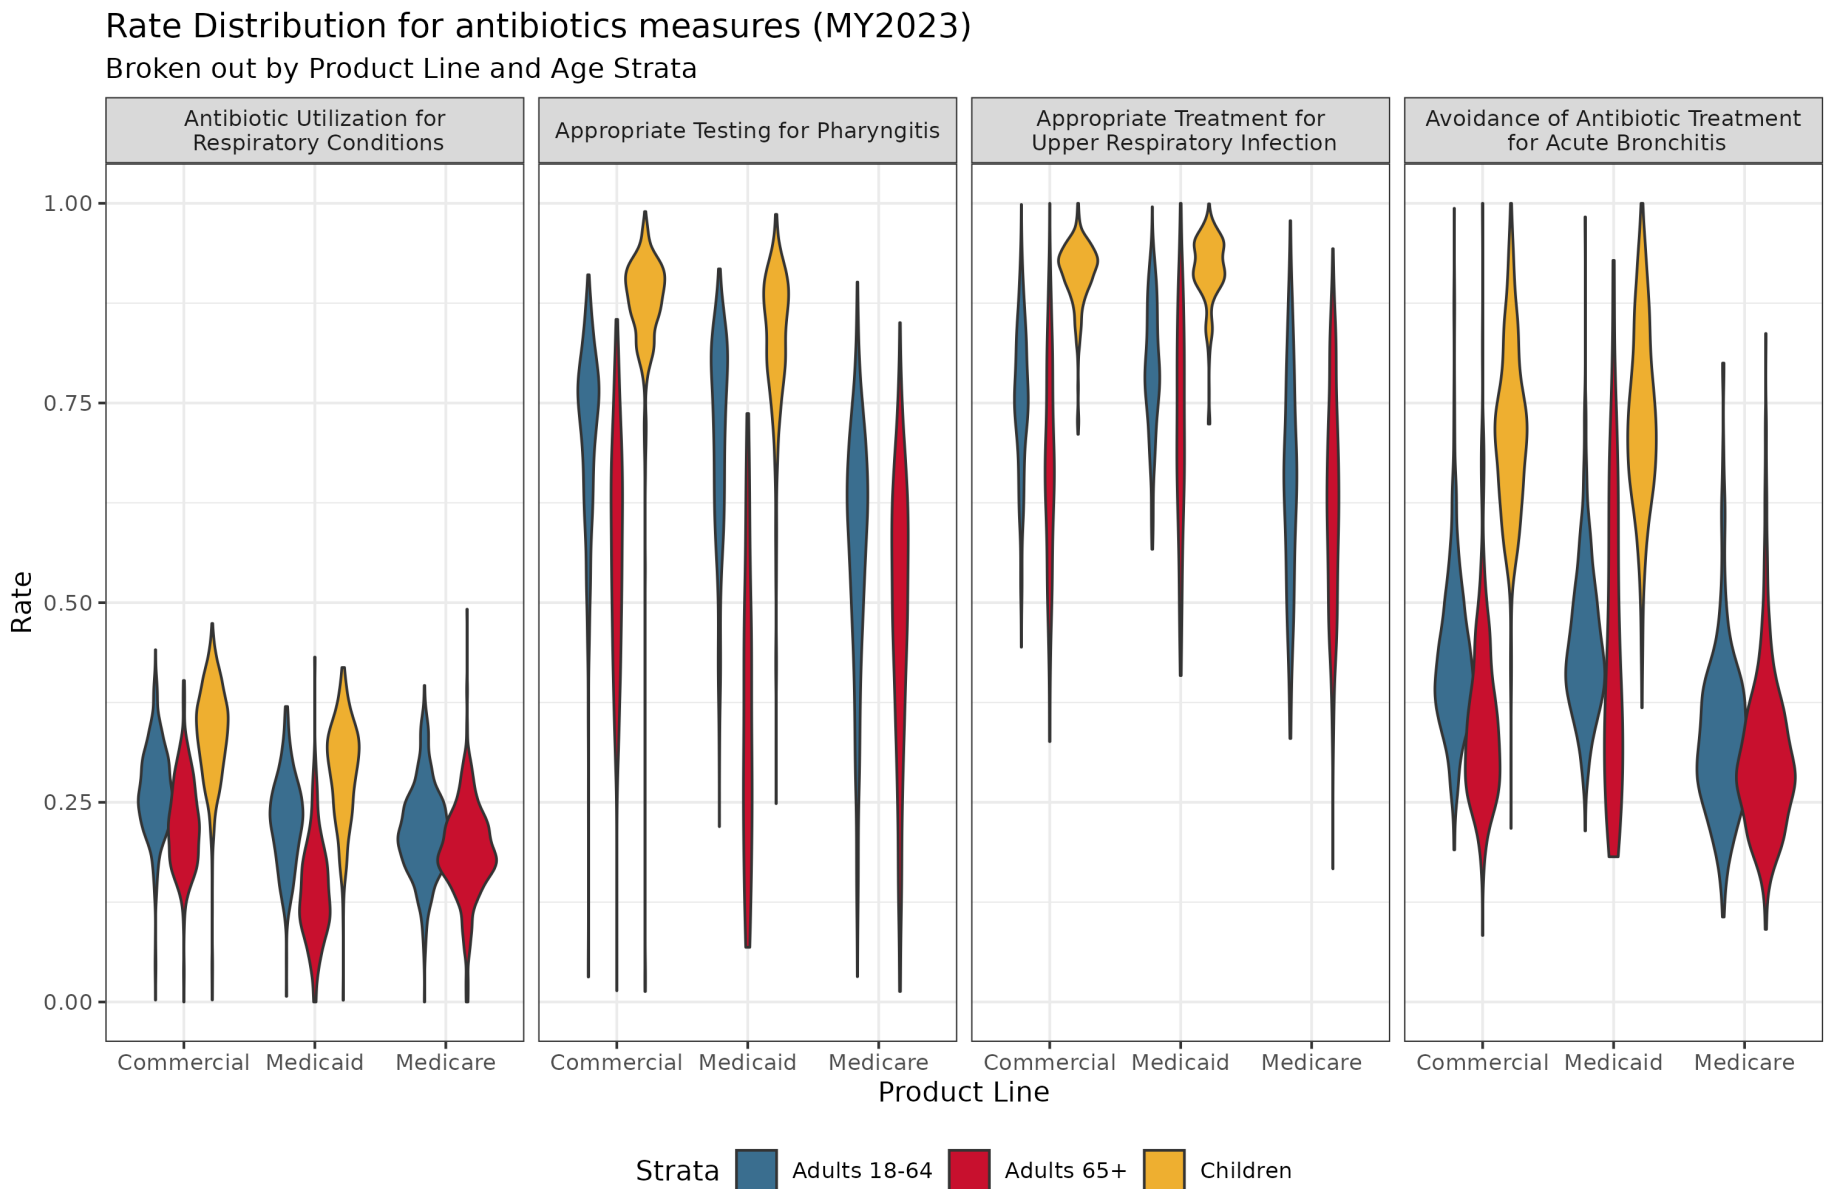 Rate Distribution for antibiotics measures (MY2023)
Broken out by Product Line and Age Strata
Antibiotic Utilization for
Respiratory Conditions
Appropriate Testing for Pharyngitis
Appropriate Treatment for
Upper Respiratory Infection
Avoidance of Antibiotic Treatment
for Acute Bronchitis
Rate
1.00
0.75
0.50
0.25
0.00
Commercial Medicaid Medicare
Commercial Medicaid Medicare
Commercial Medicaid Medicare
Commercial Medicaid Medicare
Product Line
Strata Adults 18-64 Adults 65+ Children